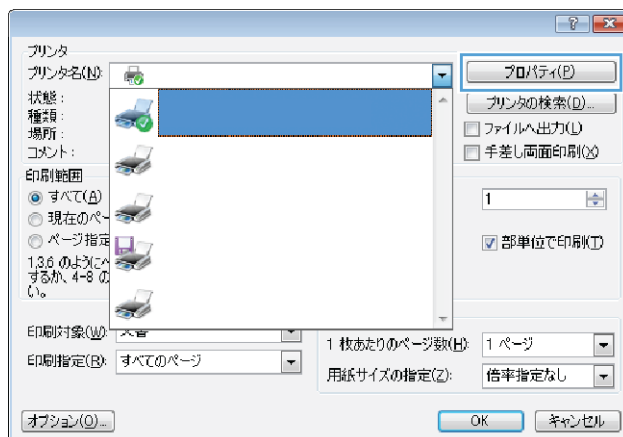 プリンタ
プリンタ名(N):
プロパティ(P)
状態：
種類：
場所：
コメント：
プリンタの検索(D)...
ファイルへ出力(L)
手差し両面印刷(X)
印刷範囲
すべて(A)
現在のペー
ページ指定
1,3,6 のように
するか、4-8 の
い。
1
部単位で印刷(T)
印刷対象(W):
印刷指定(R):
すべてのページ
1 枚あたりのページ数(H):
1 ページ
用紙サイズの指定(Z):
倍率指定なし
オプション(O)...
OK
キャンセル